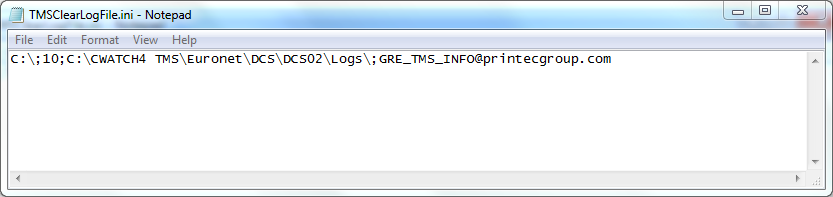 TMSClearLogFile.ini - Notepad
File Edit Format View Help
C:\;10;C:\CWATCH4 TMS\Euronet\DCS\DCS02\Logs\;GRE_TMS_INFO@printecgroup.com